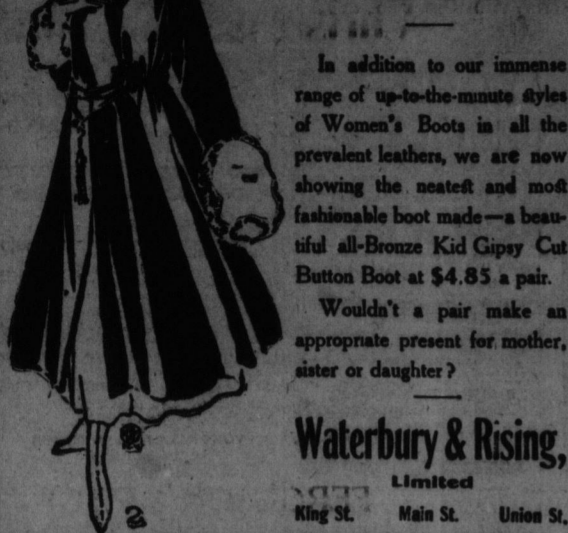 In addition to our immense
range of up-to-the-minute styles
of Women's Boots in all the
prevalent leathers, we are now
showing the neatest and most
fashionable boot made—a beau-
tiful all-Bronze Kid Gipsy Cut
Button Boot at $4.85 a pair.
Wouldn't a pair make an
appropriate present for mother,
sister or daughter?
Waterbury & Rising,
Limited
King St. Main St. Union St.
2